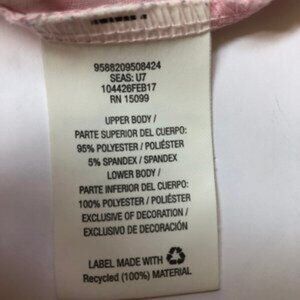 9588209508424
SEAS: U7
104426FEB17
RN 15099
UPPER BODY /
PARTE SUPERIOR DEL CUERPO:
95% POLYESTER / POLIÉSTER
5% SPANDEX / SPANDEX
LOWER BODY /
PARTE INFERIOR DEL CUERPO:
100% POLYESTER / POLIÉSTER
EXCLUSIVE OF DECORATION /
EXCLUSIVO DE DECORACIÓN
LABEL MADE WITH
Recycled (100%) MATERIAL